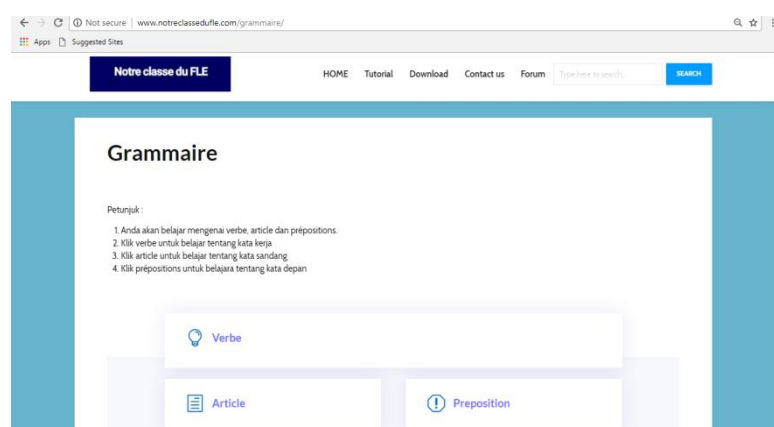 Not secure | www.notreclassedufle.com/grammaire/
Apps Suggested Sites
Notre classe du FLE HOME Tutorial Download Contact us Forum Type here to search.. SEARCH
Grammaire
Petunjuk :
1. Anda akan belajar mengenai verbe, article dan prépositions.
2. Klik verbe untuk belajar tentang kata kerja
3. Klik article untuk belajar tentang kata sandang
4. Klik prépositions untuk belajara tentang kata depan
Verbe
Article Preposition